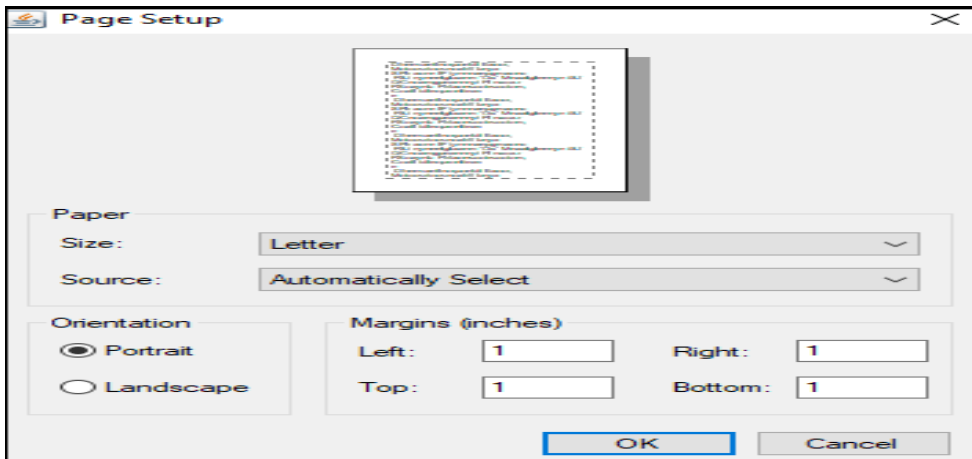 Page Setup
Paper
Size: Letter
Source: Automatically Select
Orientation
Portrait
Landscape
Margins (inches)
Left: 1 Right: 1
Top: 1 Bottom: 1
OK Cancel